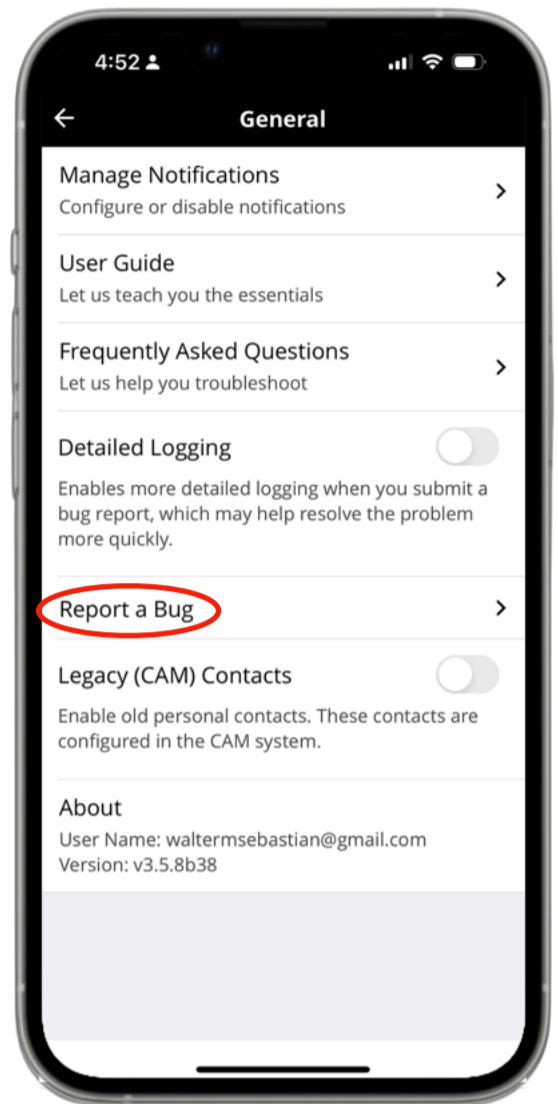 4:52
General
Manage Notifications
Configure or disable notifications
User Guide
Let us teach you the essentials
Frequently Asked Questions
Let us help you troubleshoot
Detailed Logging
Enables more detailed logging when you submit a
bug report, which may help resolve the problem
more quickly.
Report a Bug
Legacy (CAM) Contacts
Enable old personal contacts. These contacts are
configured in the CAM system.
About
User Name: waltermsebastian@gmail.com
Version: v3.5.8b38